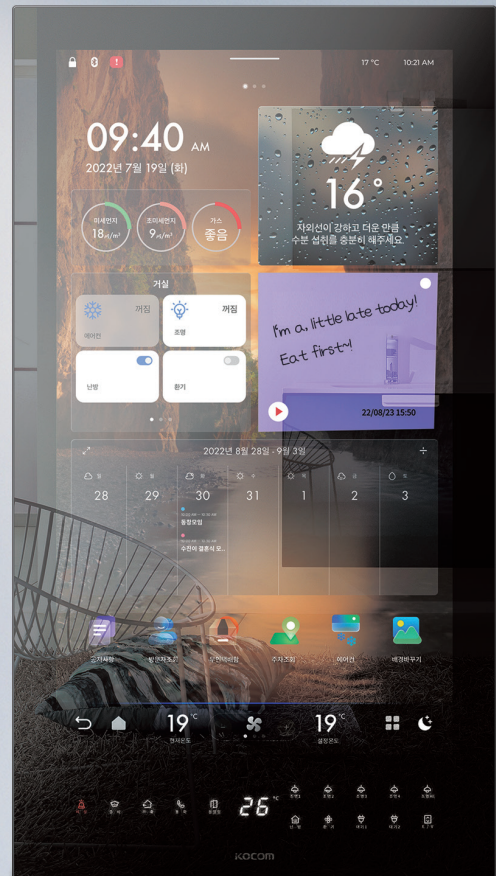 17 °C 10:21 AM
09:40 AM
2022년 7월 19일 (화)
16°
자외선이 강하고 더운 만큼
수분 섭취를 충분히 해주세요.
미세먼지
18㎍/m³
초미세먼지
9㎍/m³
가스
좋음
거실
꺼짐
에어컨
꺼짐
조명
난방
환기
I'm a, little late today!
Eat first~!
22/08/23 15:50
2022년 8월 28일 - 9월 3일
28 29 30 31 1 2 3
동창모임
수진이 결혼식 모..
공지사항 방문자조회 무인택배함 주차조회 에어컨 배경바꾸기
19°C
현재온도
19°C
설정온도
26°C
KOCOM